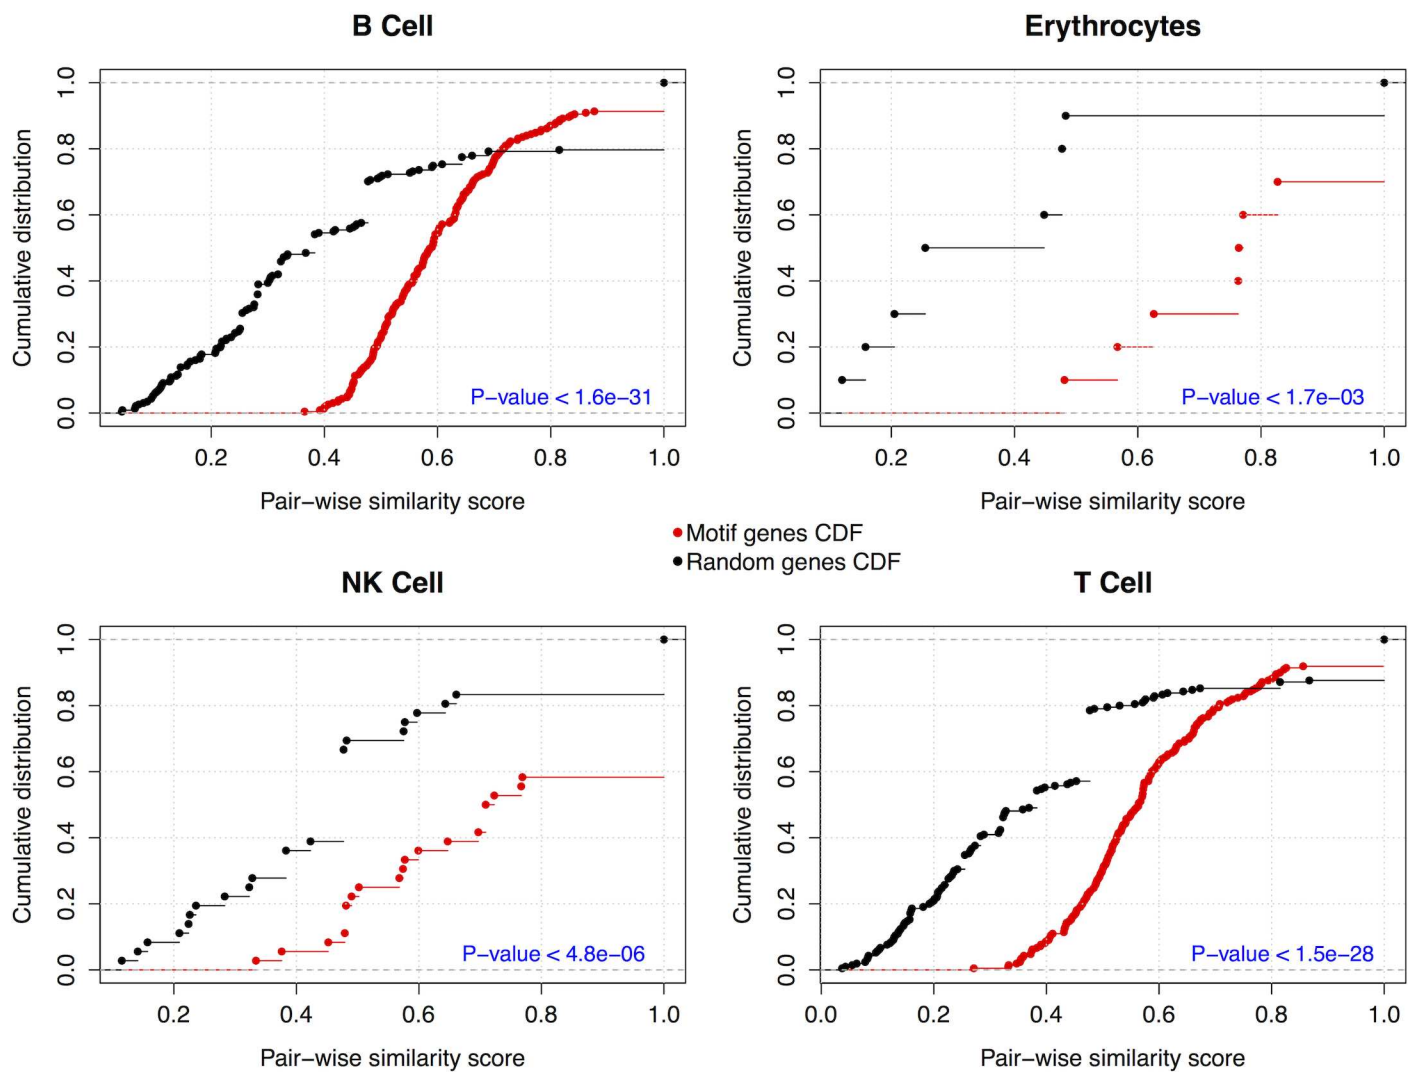 B Cell
Erythrocytes
Cumulative distribution
0.0 0.2 0.4 0.6 0.8 1.0
P-value < 1.6e-31
0.2 0.4 0.6 0.8 1.0
Pair-wise similarity score
Cumulative distribution
0.0 0.2 0.4 0.6 0.8 1.0
P-value < 1.7e-03
0.2 0.4 0.6 0.8 1.0
Pair-wise similarity score
Motif genes CDF
Random genes CDF
NK Cell
T Cell
Cumulative distribution
0.0 0.2 0.4 0.6 0.8 1.0
P-value < 4.8e-06
0.2 0.4 0.6 0.8 1.0
Pair-wise similarity score
Cumulative distribution
0.0 0.2 0.4 0.6 0.8 1.0
P-value < 1.5e-28
0.0 0.2 0.4 0.6 0.8 1.0
Pair-wise similarity score